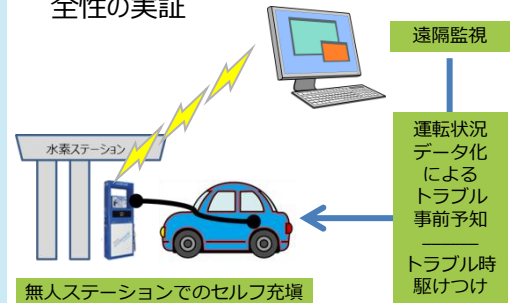 全性の実証
遠隔監視
水素ステーション
運転状況
データ化
による
トラブル
事前予知
トラブル時
駆けつけ
無人ステーションでのセルフ充塡